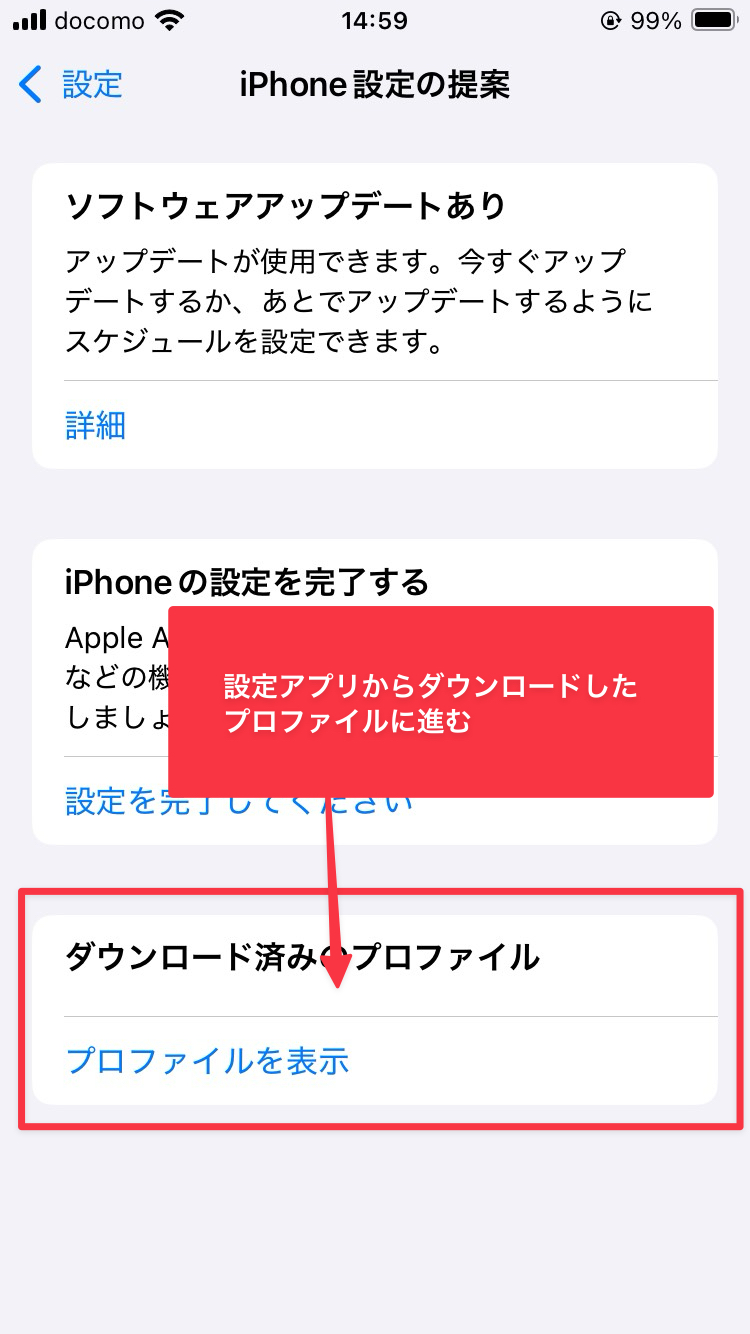 docomo 14:59 99%
設定 iPhone設定の提案
ソフトウェアアップデートあり
アップデートが使用できます。今すぐアップ
デートするか、あとでアップデートするように
スケジュールを設定できます。
詳細
iPhoneの設定を完了する
Apple A
などの機
しましょ
設定アプリからダウンロードした
プロファイルに進む
設定を完了してください
ダウンロード済みのプロファイル
プロファイルを表示